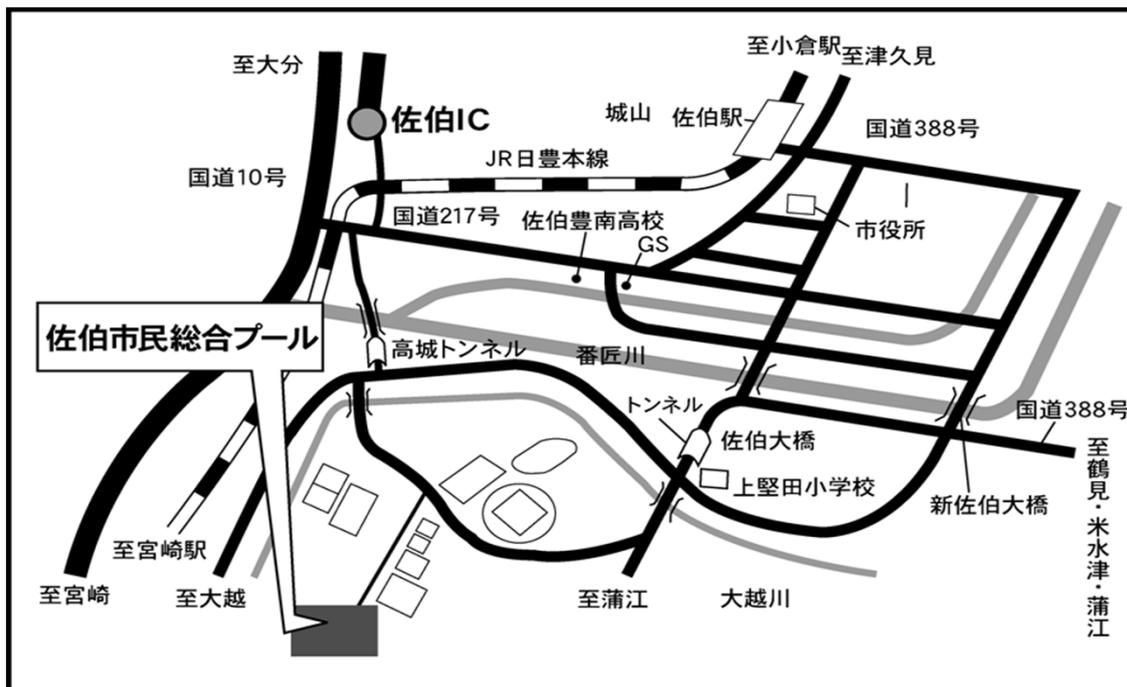 至小倉駅
至津久見
至大分
佐伯IC
城山
佐伯駅
国道388号
国道10号
JR日豊本線
国道217号
佐伯豊南高校
市役所
GS
佐伯市民総合プール
高城トンネル
番匠川
トンネル
佐伯大橋
国道388号
上堅田小学校
新佐伯大橋
至鶴見・米水津・蒲江
至宮崎駅
至宮崎
至大越
至蒲江
大越川